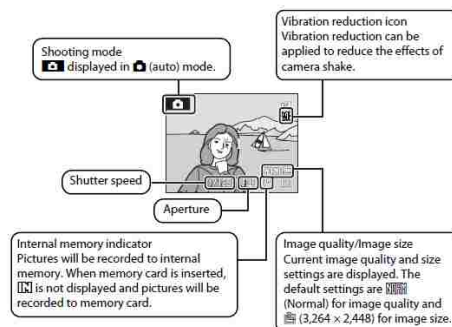 Vibration reduction icon
Vibration reduction can be
applied to reduce the effects of
camera shake.
Shooting mode
displayed in (auto) mode.
Shutter speed
Aperture
Internal memory indicator
Pictures will be recorded to internal
memory. When memory card is inserted,
IN is not displayed and pictures will be
recorded to memory card.
Image quality/Image size
Current image quality and size
settings are displayed. The
default settings are
(Normal) for image quality and
(3,264 × 2,448) for image size.